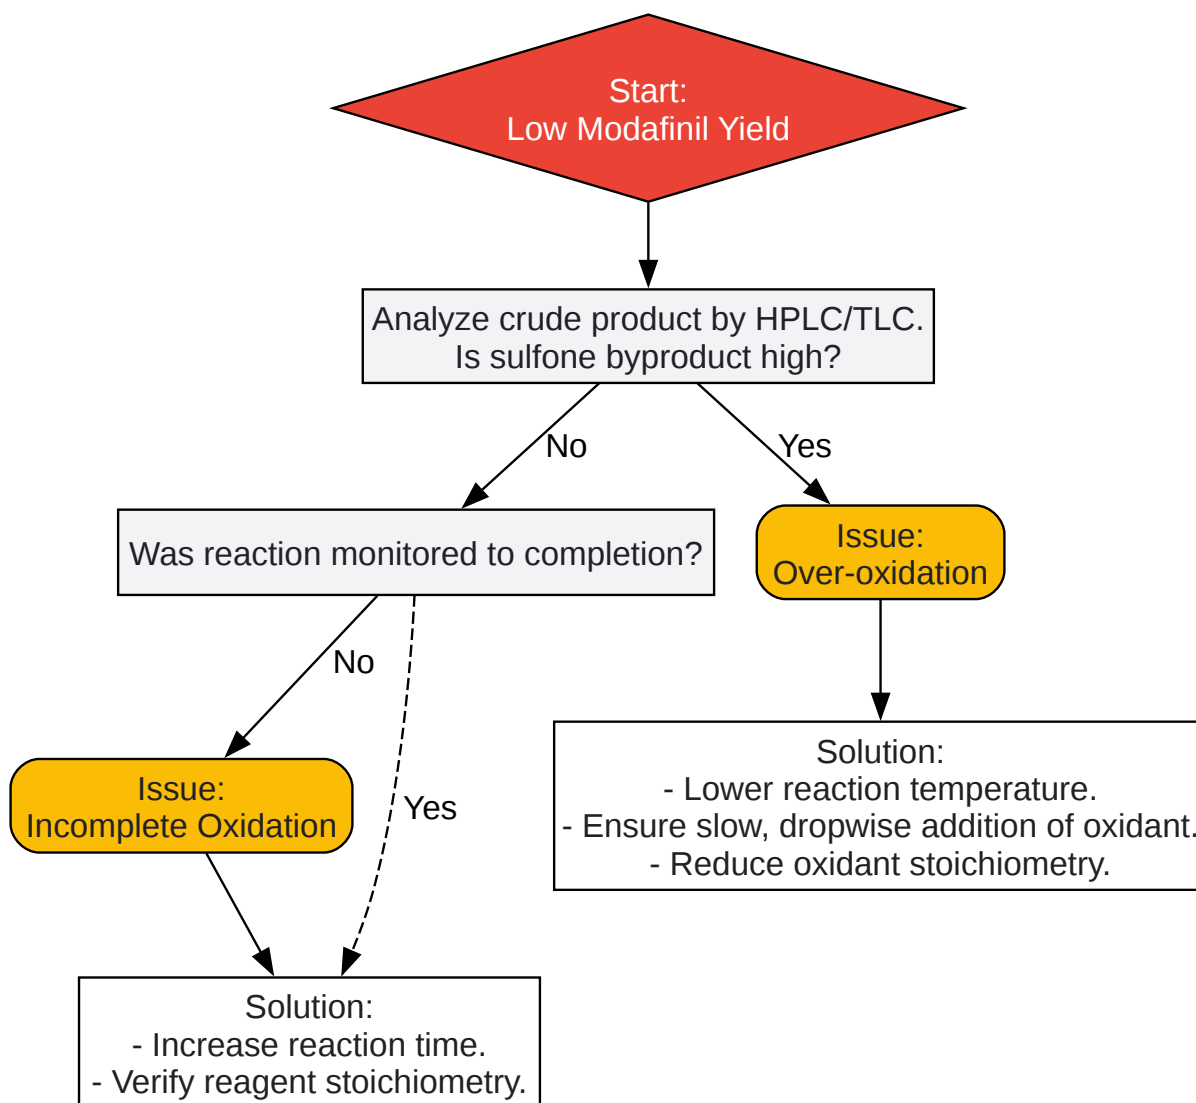 Start:
Low Modafinil Yield
Analyze crude product by HPLC/TLC.
Is sulfone byproduct high?
No
Yes
Was reaction monitored to completion?
Issue:
Over-oxidation
No
Yes
Issue:
Incomplete Oxidation
Solution:
- Lower reaction temperature.
- Ensure slow, dropwise addition of oxidant.
- Reduce oxidant stoichiometry.
Solution:
- Increase reaction time.
- Verify reagent stoichiometry.